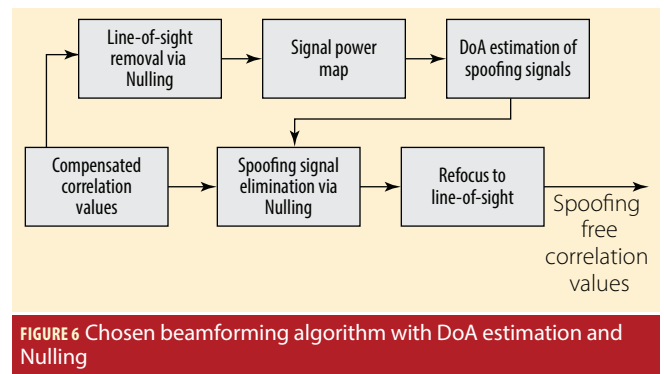 Line-of-sight
removal via
Nulling
Signal power
map
DoA estimation of
spoofing signals
Compensated
correlation
values
Spoofing signal
elimination via
Nulling
Refocus to
line-of-sight
Spoofing
free
correlation
values
FIGURE 6 Chosen beamforming algorithm with DoA estimation and
Nulling